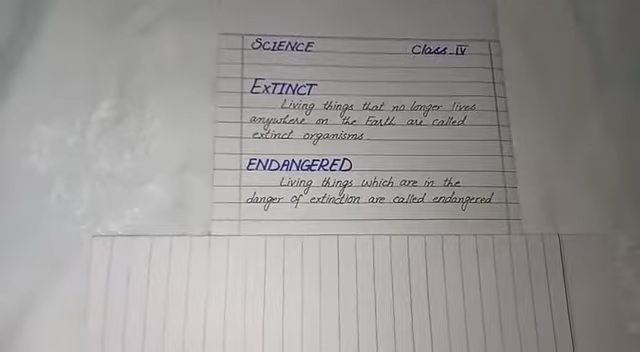 SCIENCE Class-IV
EXTINCT
Living things that no longer lives
anywhere on the Earth are called
extinct organisms.
ENDANGERED
Living things which are in the
danger of extinction are called endangered